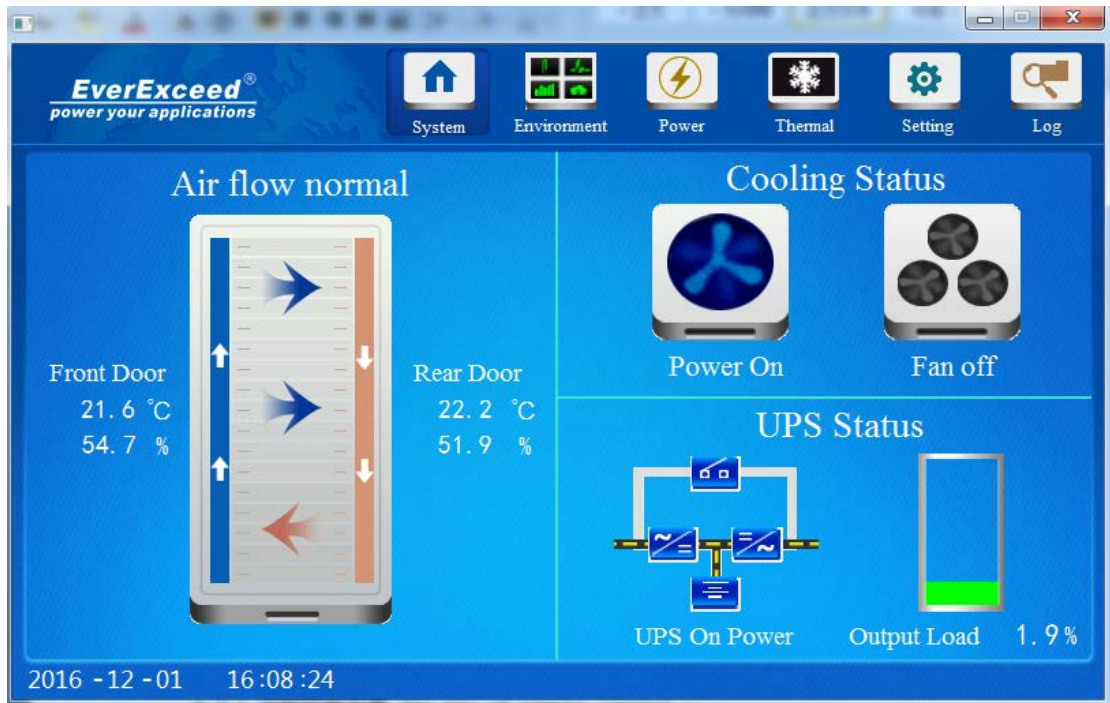 EverExceed®
power your applications
System
Environment
Power
Thermal
Setting
Log
Air flow normal
Front Door
21.6 °C
54.7 %
Rear Door
22.2 °C
51.9 %
Cooling Status
Power On
Fan off
UPS Status
UPS On Power
Output Load 1.9%
2016 -12 -01 16:08:24